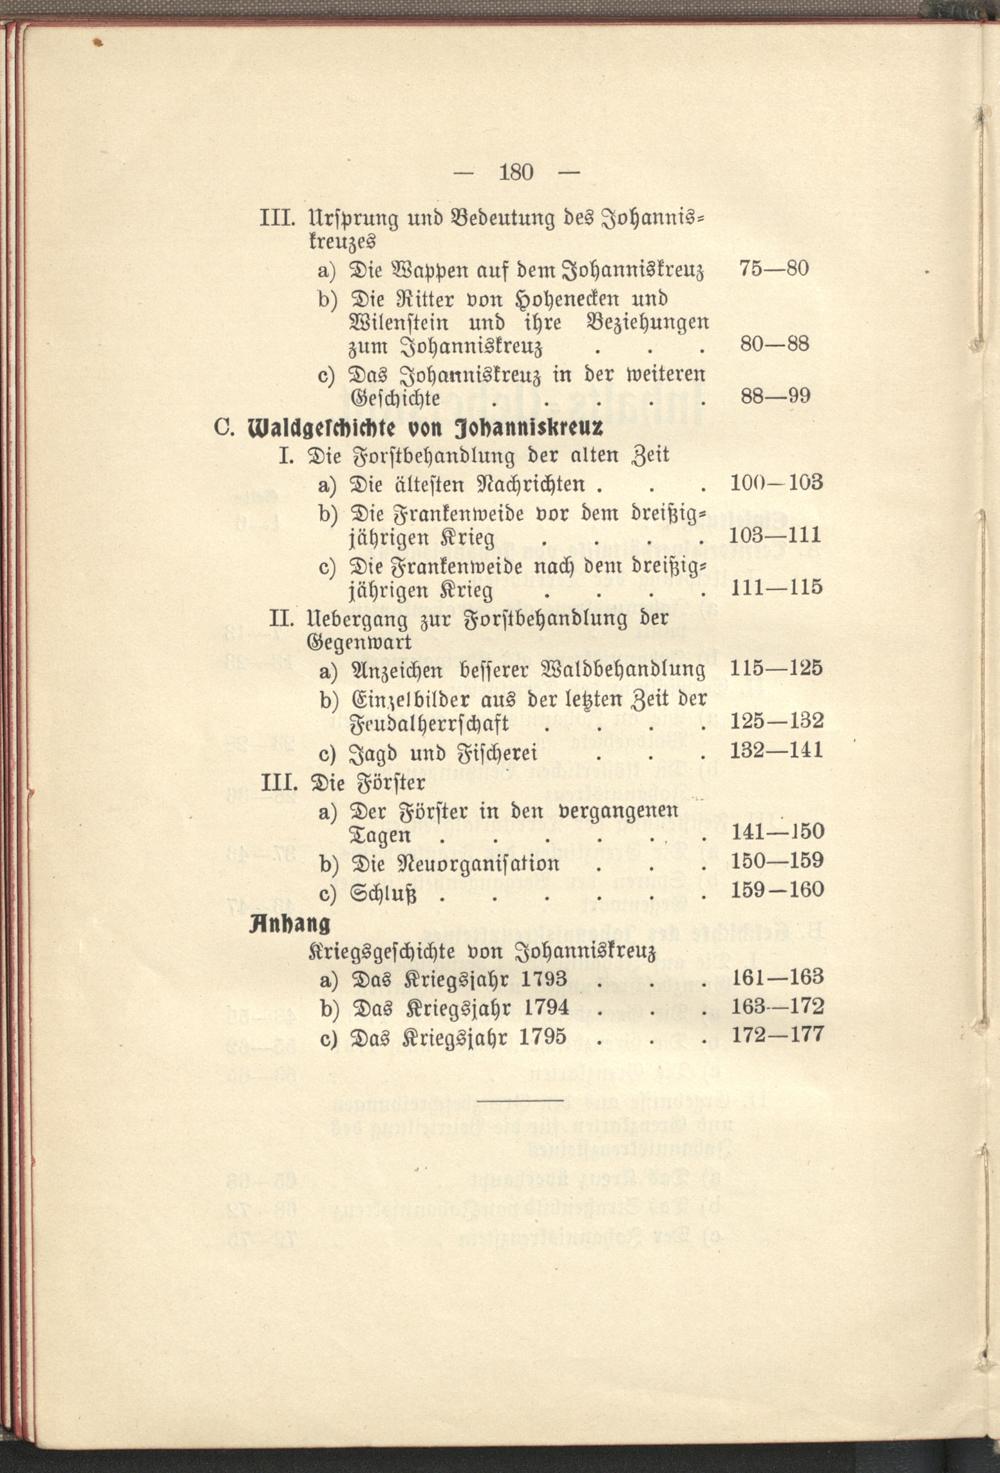 — 180 —
III. Ursprung und Bedeutung des Johannis=
kreuzes
a) Die Wappen auf dem Johanniskreuz 75—80
b) Die Ritter von Hohenecken und
Wilenstein und ihre Beziehungen
zum Johanniskreuz . . . 80—88
c) Das Johanniskreuz in der weiteren
Geschichte . . . . . 88—99
C. Waldgeschichte von Johanniskreuz
I. Die Forstbehandlung der alten Zeit
a) Die ältesten Nachrichten . . . 100—103
b) Die Frankenweide vor dem dreißig=
jährigen Krieg . . . . 103—111
c) Die Frankenweide nach dem dreißig=
jährigen Krieg . . . . 111—115
II. Uebergang zur Forstbehandlung der
Gegenwart
a) Anzeichen besserer Waldbehandlung 115—125
b) Einzelbilder aus der letzten Zeit der
Feudalherrschaft . . . . 125—132
c) Jagd und Fischerei . . . 132—141
III. Die Förster
a) Der Förster in den vergangenen
Tagen . . . . . . 141—150
b) Die Neuorganisation . . . 150—159
c) Schluß . . . . . . 159—160
Anhang
Kriegsgeschichte von Johanniskreuz
a) Das Kriegsjahr 1793 . . . 161—163
b) Das Kriegsjahr 1794 . . . 163—172
c) Das Kriegsjahr 1795 . . . 172—177